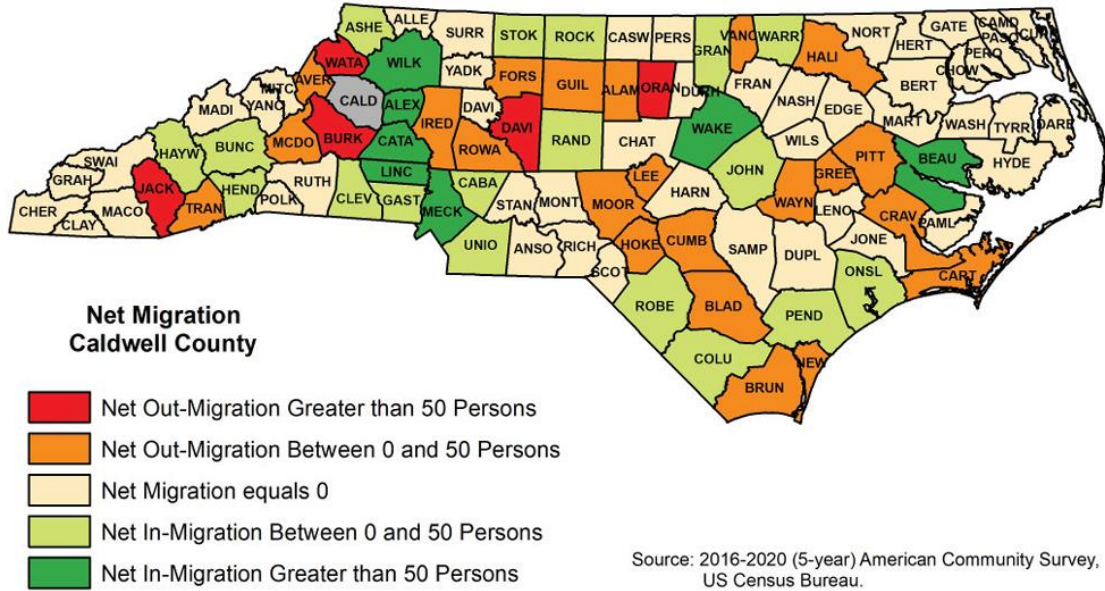 ASHE ALLE SURR STOK ROCK CASW PERS GRAN VANC WARR NORT GATE CAMD
PASQ CURR
HERT PERQ
WATA WILK YADK FORS GUIL ALAM ORAN DURH FRAN HALI BERT CHOW
AVER CALD ALEX IRED DAVI DAVI NASH EDGE MART WASH TYRR DARE
MITC
YANC
MADI
MCDO BURK CATA ROWA RAND CHAT WAKE WILS PITT BEAU HYDE
HAYW BUNC LINC JOHN GREE
SWAI
GRAH JACK HEND RUTH CLEV GAST MECK CABA STAN MONT MOOR LEE HARN WAYN LENO CRAV PAML
CHER CLAY MACO TRAN POLK UNIO ANSO RICH HOKE CUMB SAMP DUPL JONE ONSL CART
SCOT ROBE BLAD PEND
COLU BRUN NEW
Net Migration
Caldwell County
Net Out-Migration Greater than 50 Persons
Net Out-Migration Between 0 and 50 Persons
Net Migration equals 0
Net In-Migration Between 0 and 50 Persons
Net In-Migration Greater than 50 Persons
Source: 2016-2020 (5-year) American Community Survey,
US Census Bureau.